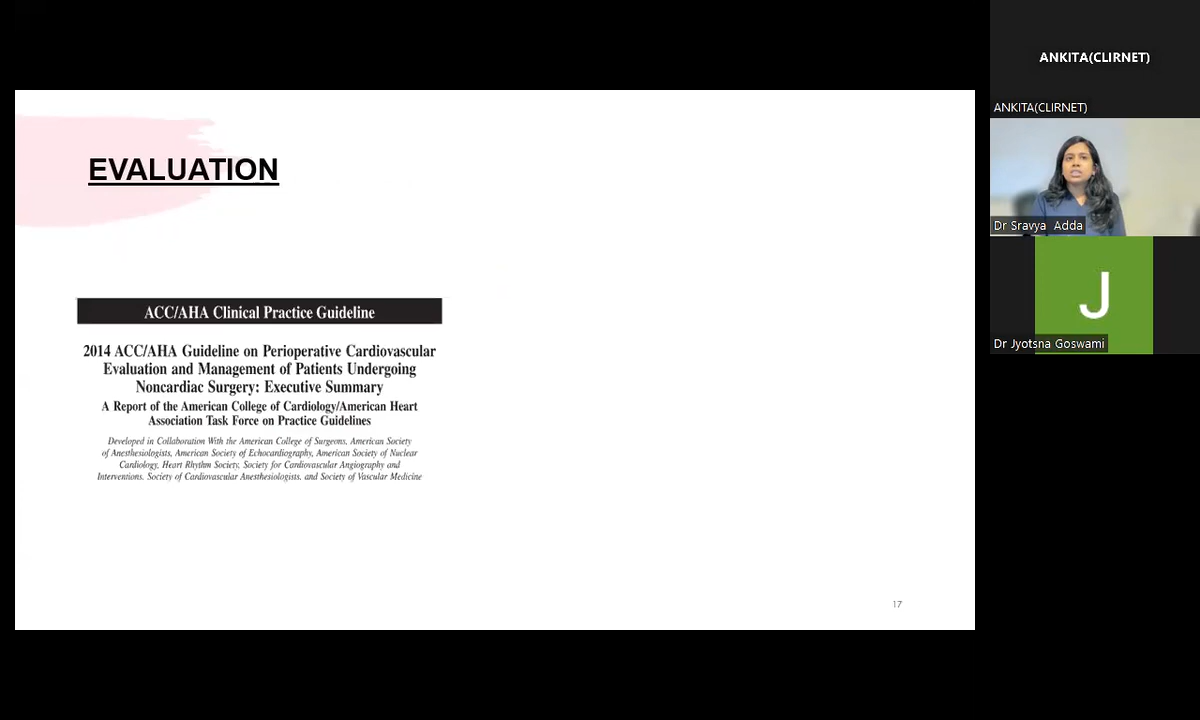 EVALUATION
ACC/AHA Clinical Practice Guideline
2014 ACC/AHA Guideline on Perioperative Cardiovascular
Evaluation and Management of Patients Undergoing
Noncardiac Surgery: Executive Summary
A Report of the American College of Cardiology/American Heart
Association Task Force on Practice Guidelines
Developed in Collaboration With the American College of Surgeons, American Society
of Anesthesiologists, American Society of Echocardiography, American Society of Nuclear
Cardiology, Heart Rhythm Society, Society for Cardiovascular Angiography and
Interventions, Society of Cardiovascular Anesthesiologists, and Society of Vascular Medicine
17
ANKITA(CLIRNET)
ANKITA(CLIRNET)
Dr Sravya Adda
J
Dr Jyotsna Goswami